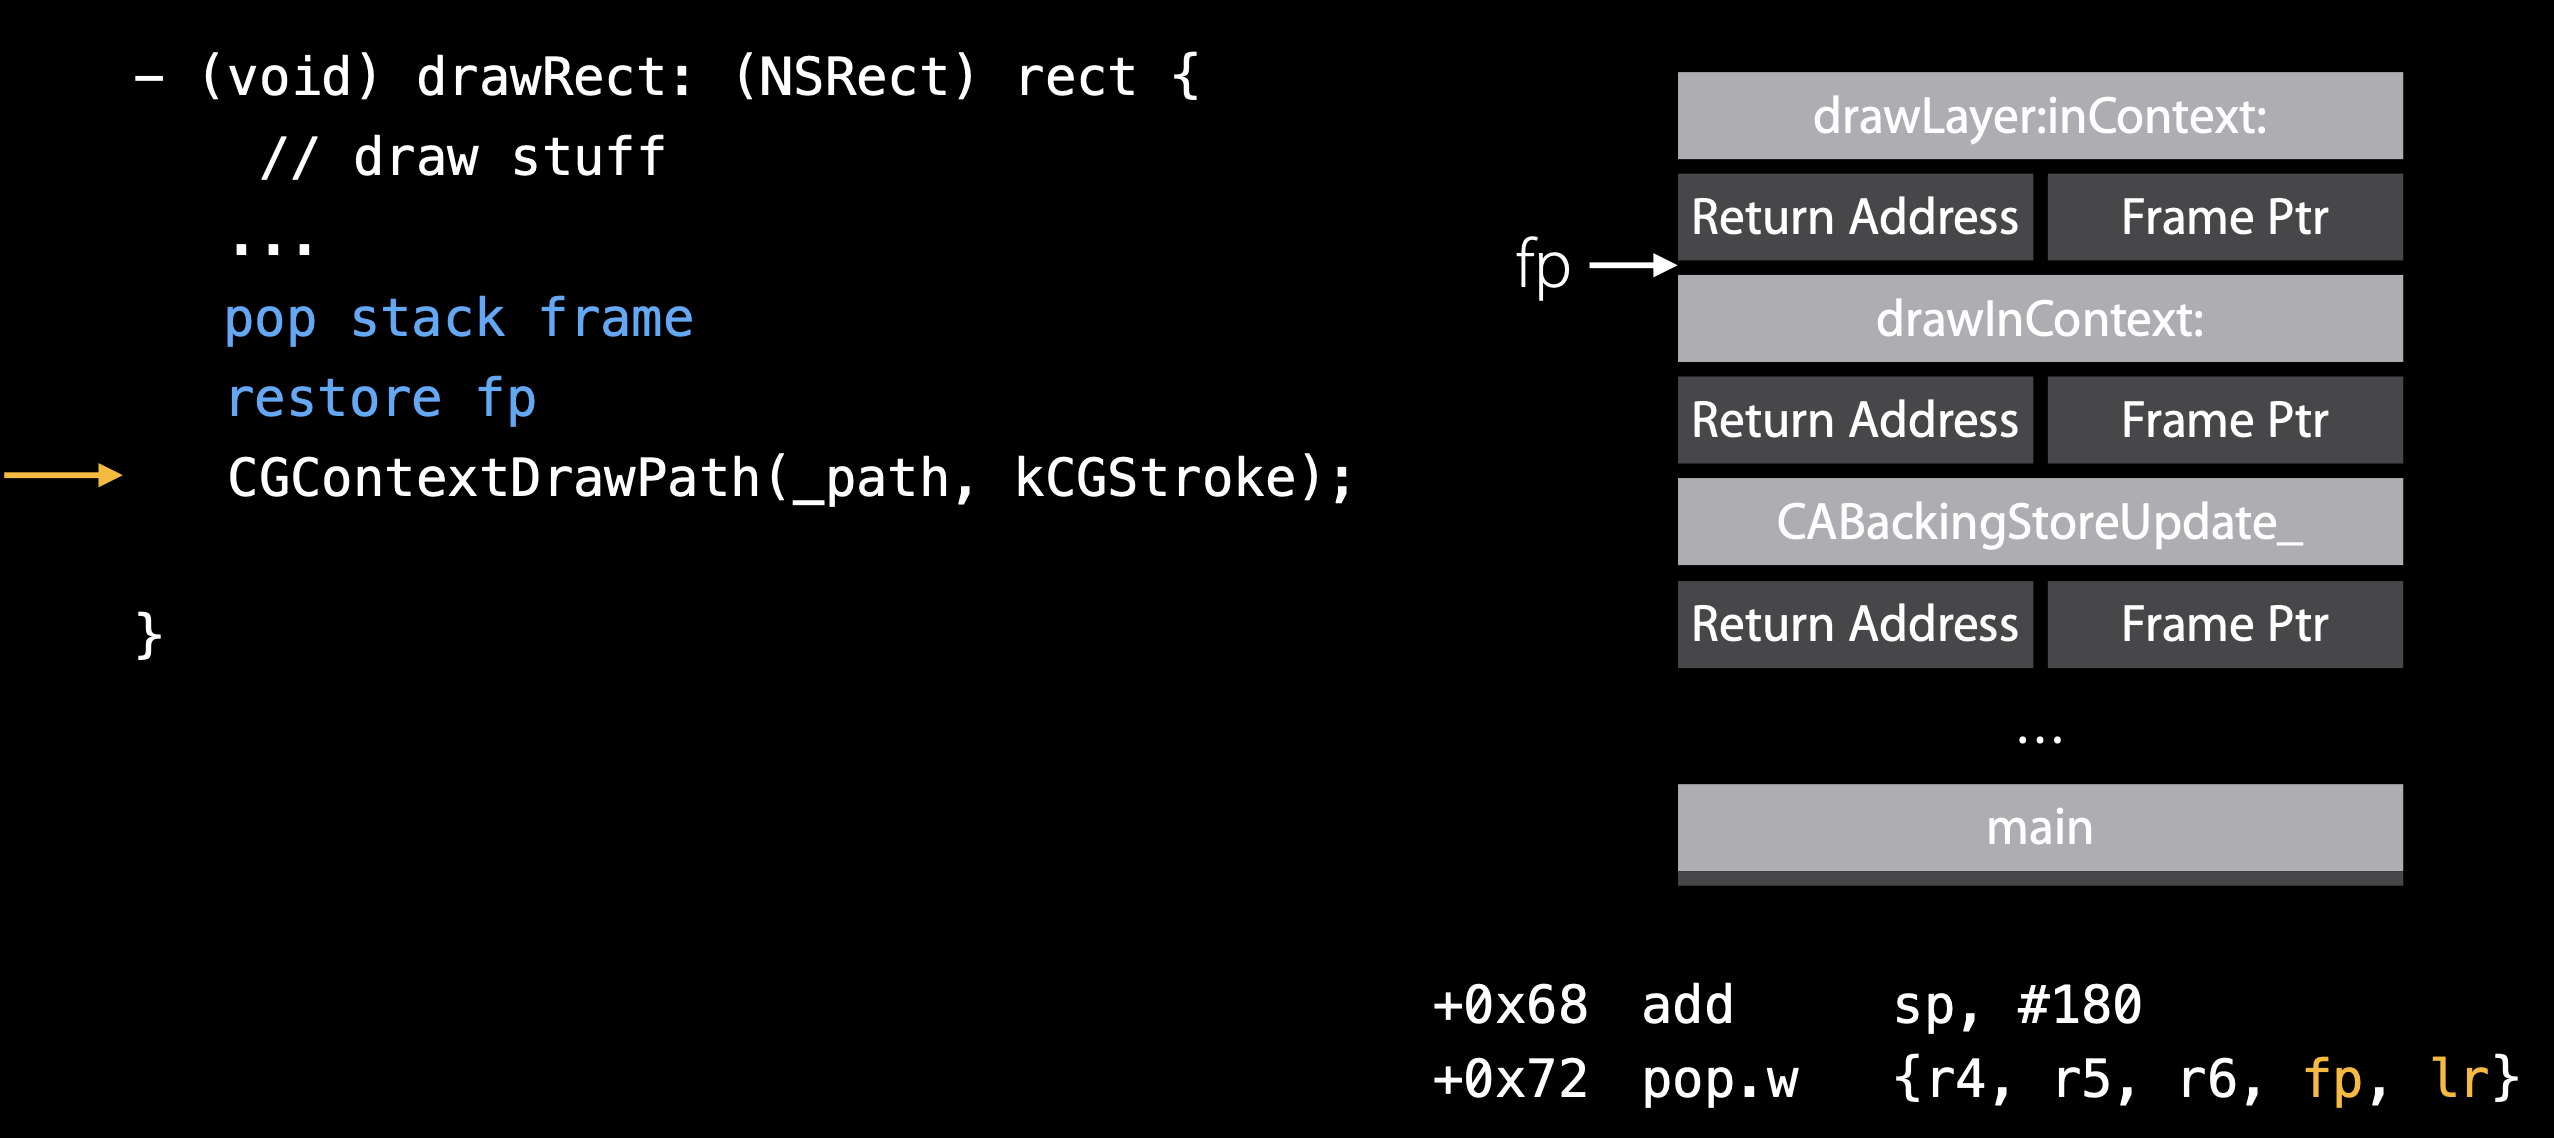 - (void) drawRect: (NSRect) rect {
// draw stuff
...
pop stack frame
restore fp
CGContextDrawPath(_path, kCGStroke);
}
fp
drawLayer:inContext:
Return Address Frame Ptr
drawInContext:
Return Address Frame Ptr
CABackingStoreUpdate_
Return Address Frame Ptr
...
main
+0x68 add sp, #180
+0x72 pop.w {r4, r5, r6, fp, lr}